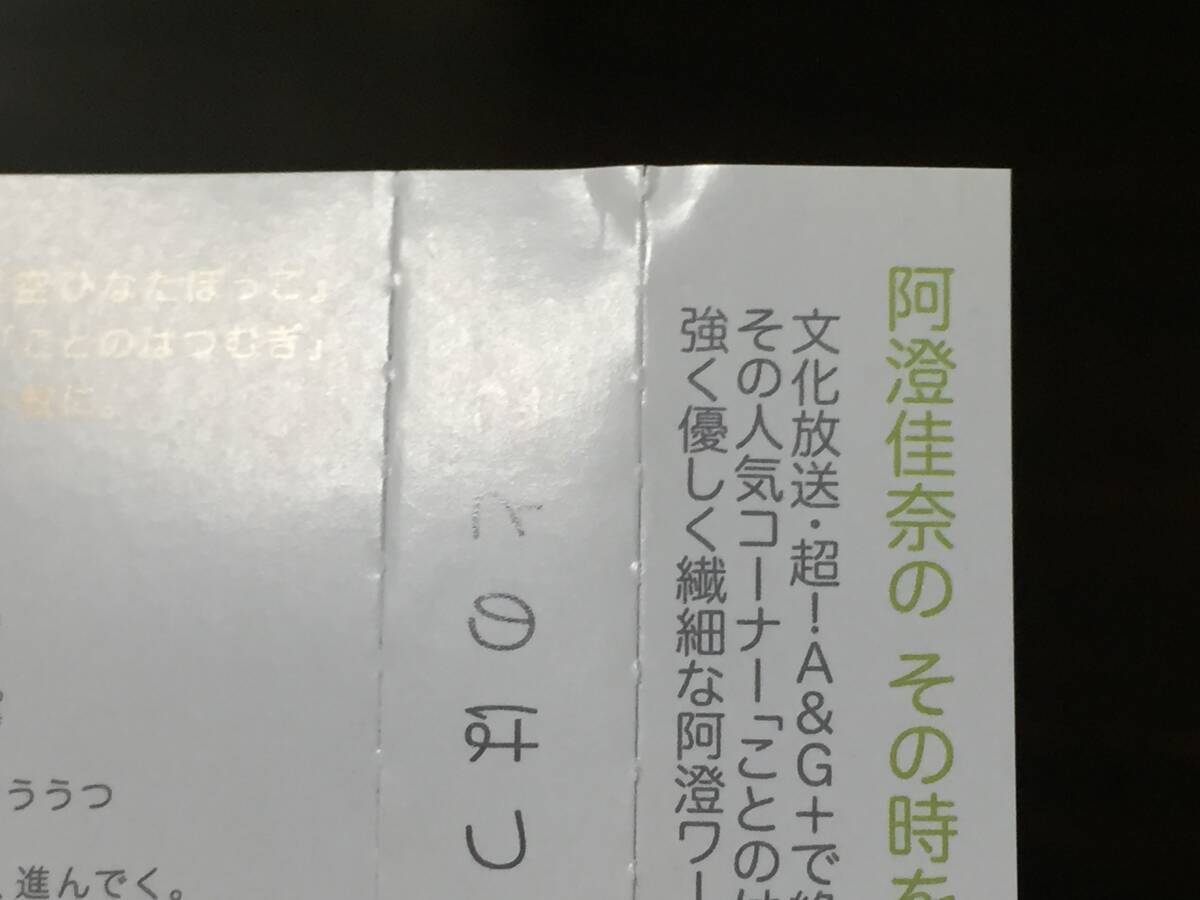 阿澄佳奈の その時を
文化放送・超！A&G+で
その人気コーナー「ことのは
強く優しく繊細な阿澄ワー
とのはつ
空ひなたぼっこ』
「ことのはつむぎ」
に。
ううつ
進んでく。